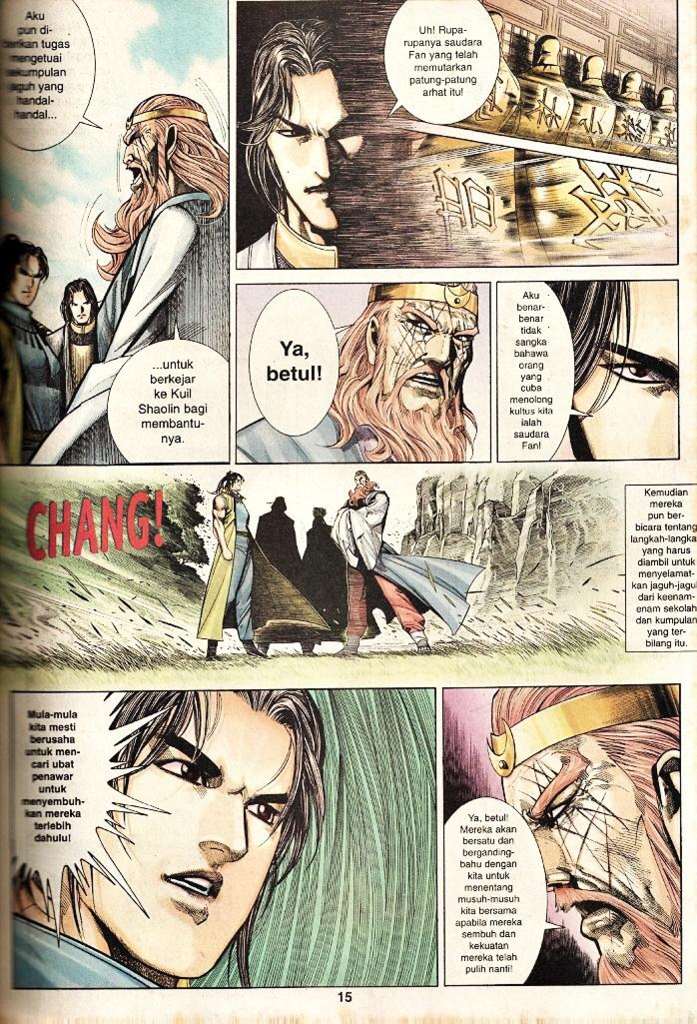 Aku
pun di-
berikan tugas
mengetuai
sekumpulan
jaguh yang
handal-
handal...
...untuk
berkejar
ke Kuil
Shaolin bagi
membantu-
nya.
Uh! Rupa-
rupanya saudara
Fan yang telah
memutarkan
patung-patung
arhat itu!
Ya,
betul!
Aku
benar-
benar
tidak
sangka
bahawa
orang
yang
cuba
menolong
kultus kita
ialah
saudara
Fan!
CHANG!
Kemudian
mereka
pun ber-
bicara tentang
langkah-langka
yang harus
diambil untuk
menyelamat-
kan jaguh-jagu
dari keenam-
enam sekolah
dan kumpulan
yang ter-
bilang itu.
Mula-mula
kita mesti
berusaha
untuk men-
cari ubat
penawar
untuk
menyembuh-
kan mereka
terlebih
dahulu!
Ya, betul!
Mereka akan
bersatu dan
berganding-
bahu dengan
kita untuk
menentang
musuh-musuh
kita bersama
apabila mereka
sembuh dan
kekuatan
mereka telah
pulih nanti!
15